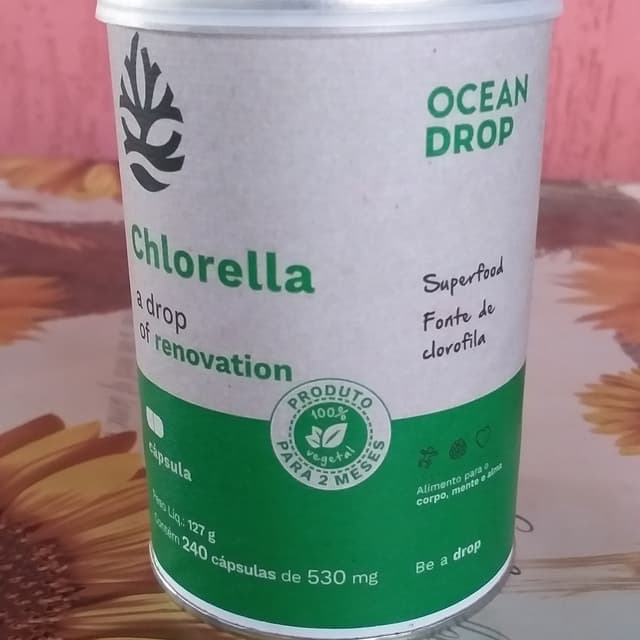 OCEAN
DROP
Chlorella
a drop
of renovation
Superfood
Fonte de
clorofila
PRODUTO
100%
vegetal
PARA 2 MESES
cápsula
Peso Líq.: 127 g
Contém 240 cápsulas de 530 mg
Alimento para o
corpo, mente e alma
Be a drop